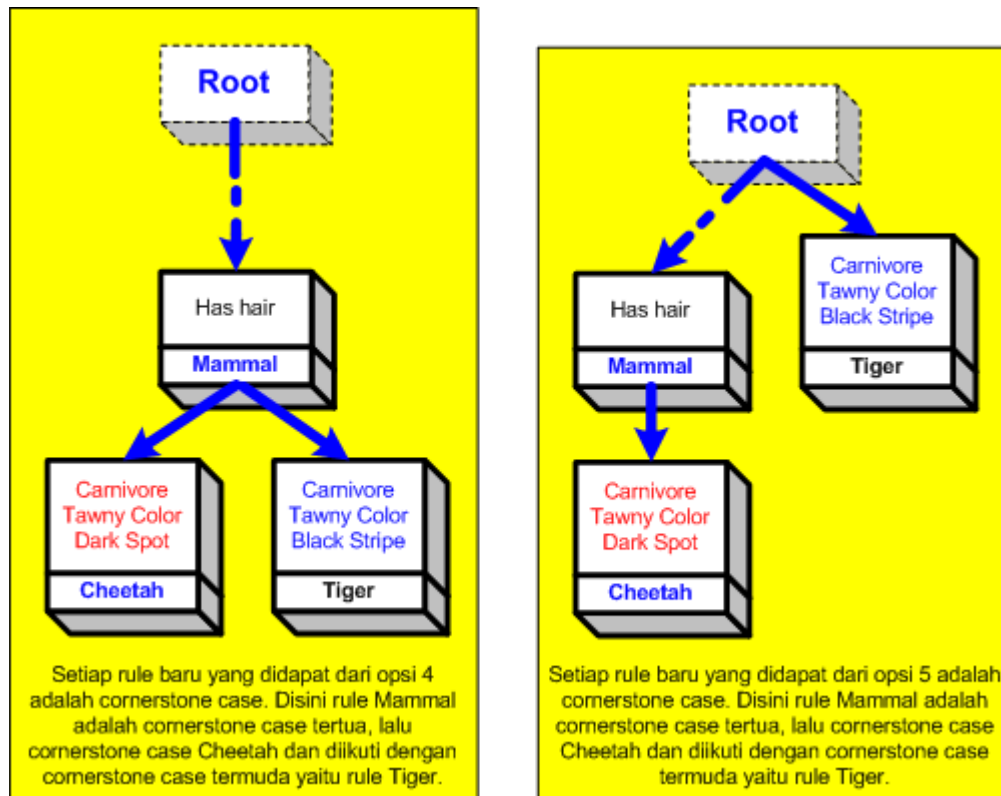 Root
Has hair
Mammal
Carnivore
Tawny Color
Dark Spot
Cheetah
Carnivore
Tawny Color
Black Stripe
Tiger
Setiap rule baru yang didapat dari opsi 4
adalah cornerstone case. Disini rule Mammal
adalah cornerstone case tertua, lalu
cornerstone case Cheetah dan diikuti dengan
cornerstone case termuda yaitu rule Tiger.
Root
Carnivore
Tawny Color
Black Stripe
Tiger
Has hair
Mammal
Carnivore
Tawny Color
Dark Spot
Cheetah
Setiap rule baru yang didapat dari opsi 5 adalah
cornerstone case. Disini rule Mammal adalah
cornerstone case tertua, lalu cornerstone case
Cheetah dan diikuti dengan cornerstone case
termuda yaitu rule Tiger.